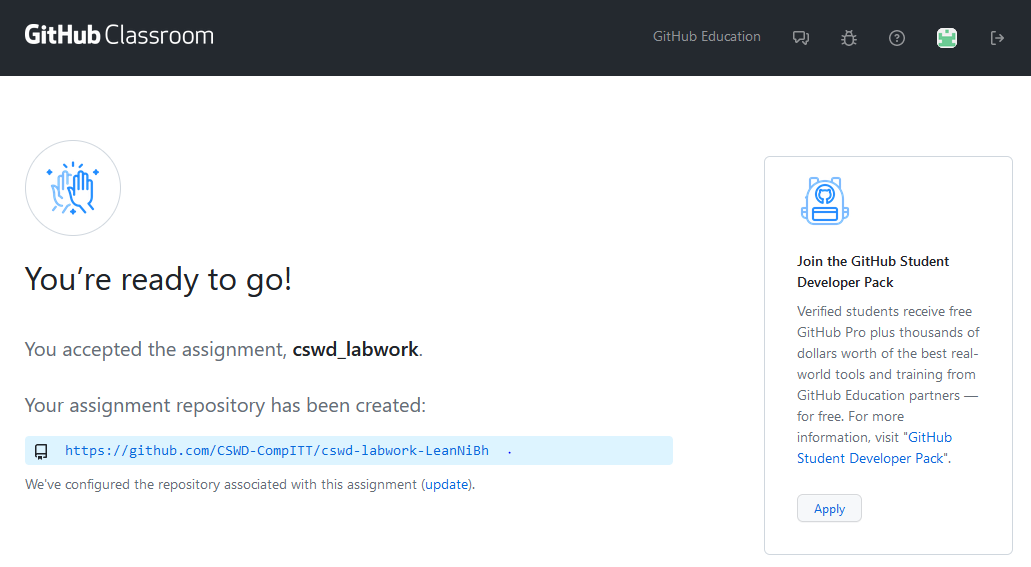 GitHub Classroom
GitHub Education
You're ready to go!
You accepted the assignment, cswd_labwork.
Your assignment repository has been created:
https://github.com/CSWD-CompITT/cswd-labwork-LeanNiBh .
We've configured the repository associated with this assignment (update).
Join the GitHub Student
Developer Pack
Verified students receive free
GitHub Pro plus thousands of
dollars worth of the best real-
world tools and training from
GitHub Education partners —
for free. For more
information, visit "GitHub
Student Developer Pack".
Apply